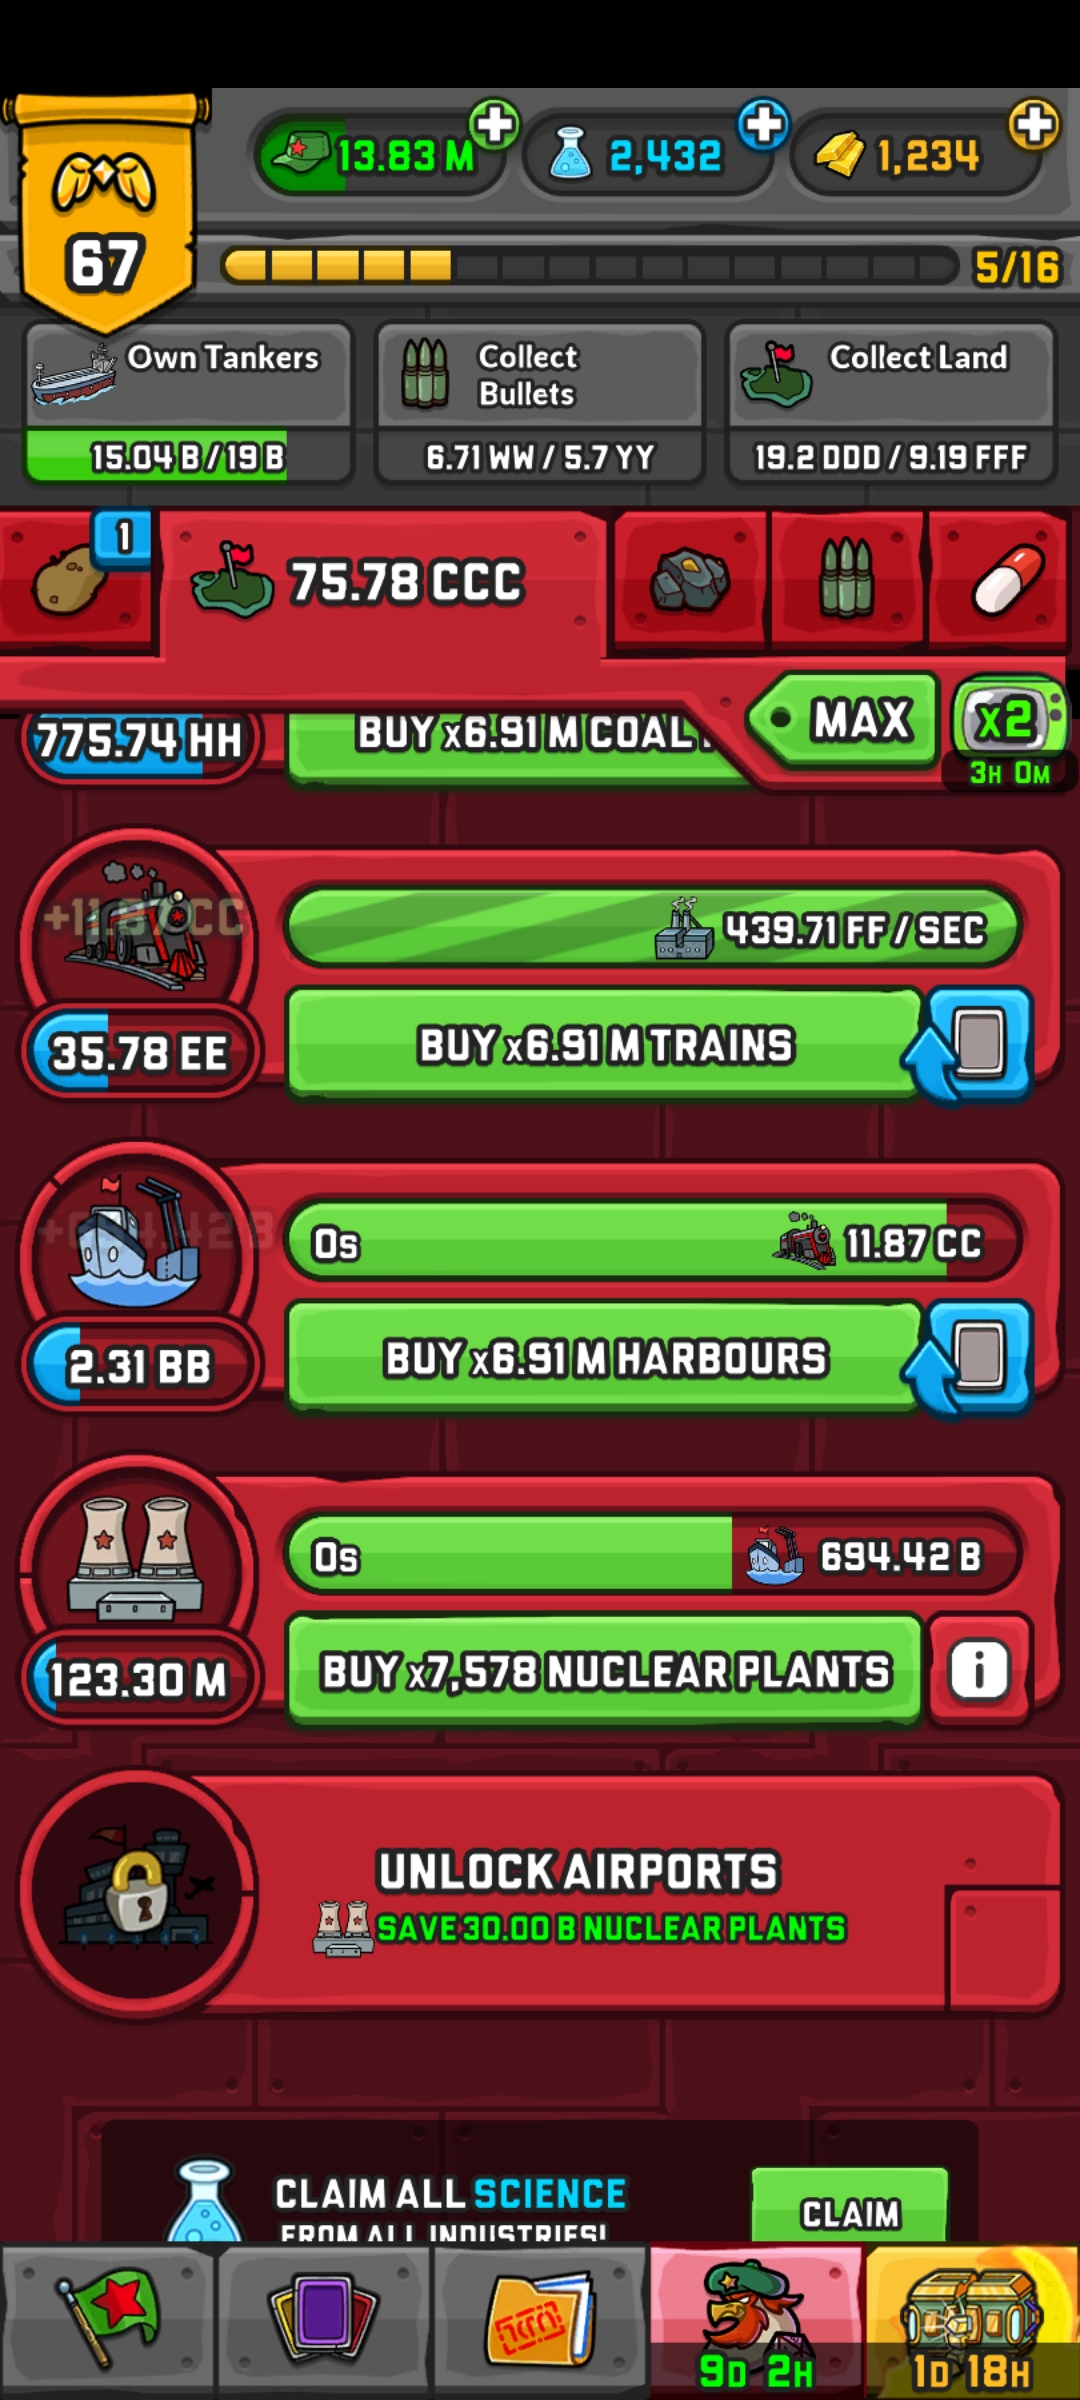 67
13.83 M
2,432
1,234
5/16
Own Tankers
15.04 B / 19 B
Collect
Bullets
6.71 WW / 5.7 YY
Collect Land
19.2 DDD / 9.19 FFF
1
75.78 CCC
MAX
x2
3H 0M
775.74 HH
BUY x6.91 M COAL
+11.87 CC
439.71 FF / SEC
35.78 EE
BUY x6.91 M TRAINS
0s
11.87 CC
2.31 BB
BUY x6.91 M HARBOURS
0s
694.42 B
123.30 M
BUY x7,578 NUCLEAR PLANTS
i
UNLOCK AIRPORTS
SAVE 30.00 B NUCLEAR PLANTS
CLAIM ALL SCIENCE
FROM ALL INDUSTRIES!
CLAIM
9D 2H
1D 18H